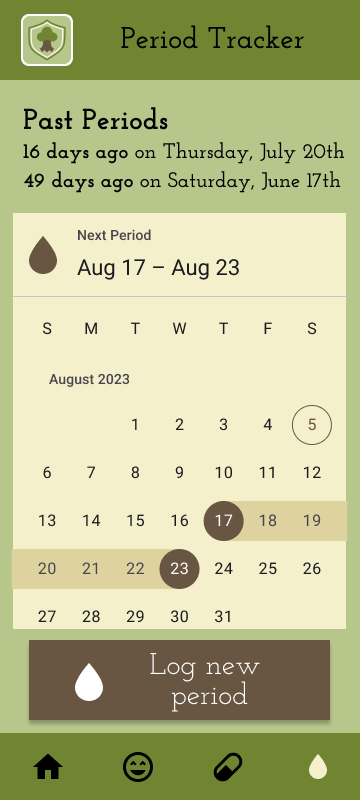 Period Tracker
Past Periods
16 days ago on Thursday, July 20th
49 days ago on Saturday, June 17th
Next Period
Aug 17 – Aug 23
S M T W T F S
August 2023
1 2 3 4 5
6 7 8 9 10 11 12
13 14 15 16 17 18 19
20 21 22 23 24 25 26
27 28 29 30 31
Log new
period